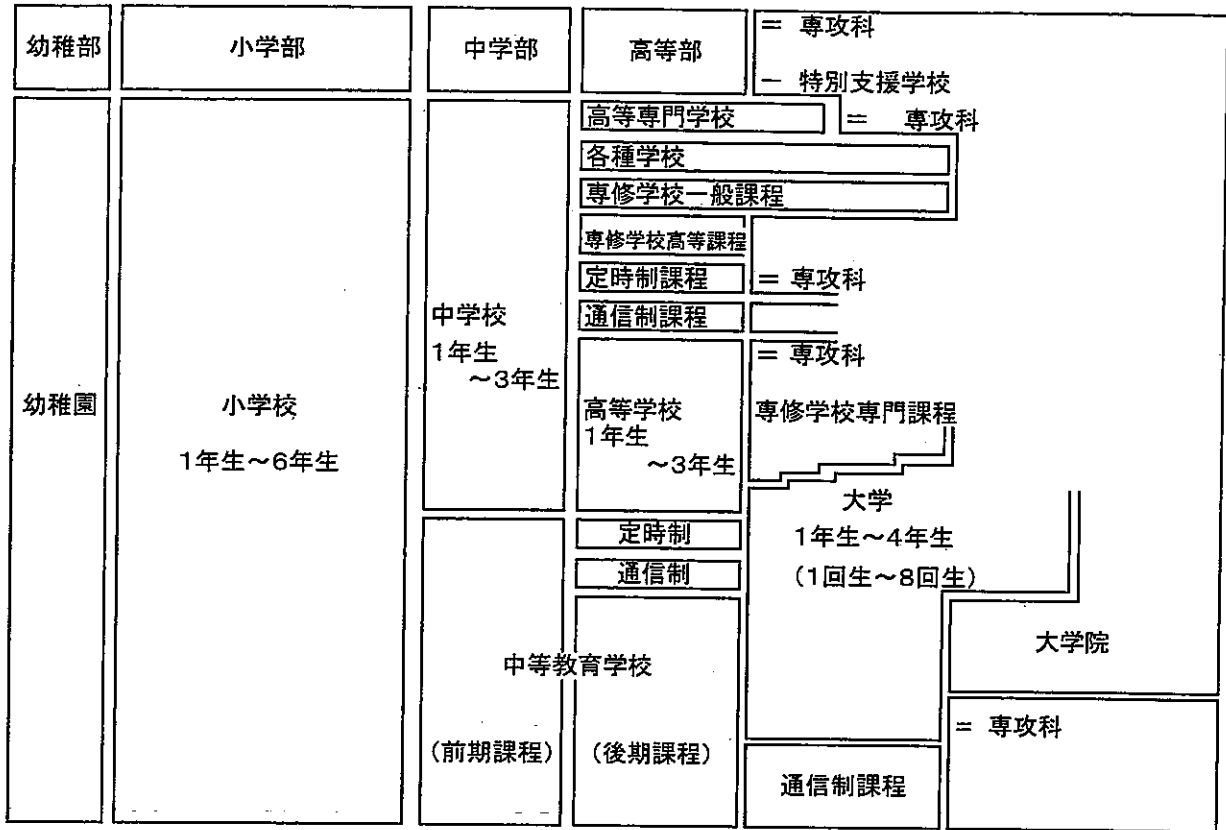 幼稚部
小学部
中学部
高等部
= 専攻科
- 特別支援学校
高等専門学校
= 専攻科
各種学校
専修学校一般課程
専修学校高等課程
定時制課程
= 専攻科
通信制課程
幼稚園
小学校
1年生～6年生
中学校
1年生
～3年生
高等学校
1年生
～3年生
= 専攻科
専修学校専門課程
大学
1年生～4年生
(1回生～8回生)
定時制
通信制
中等教育学校
(前期課程)
(後期課程)
大学院
= 専攻科
通信制課程